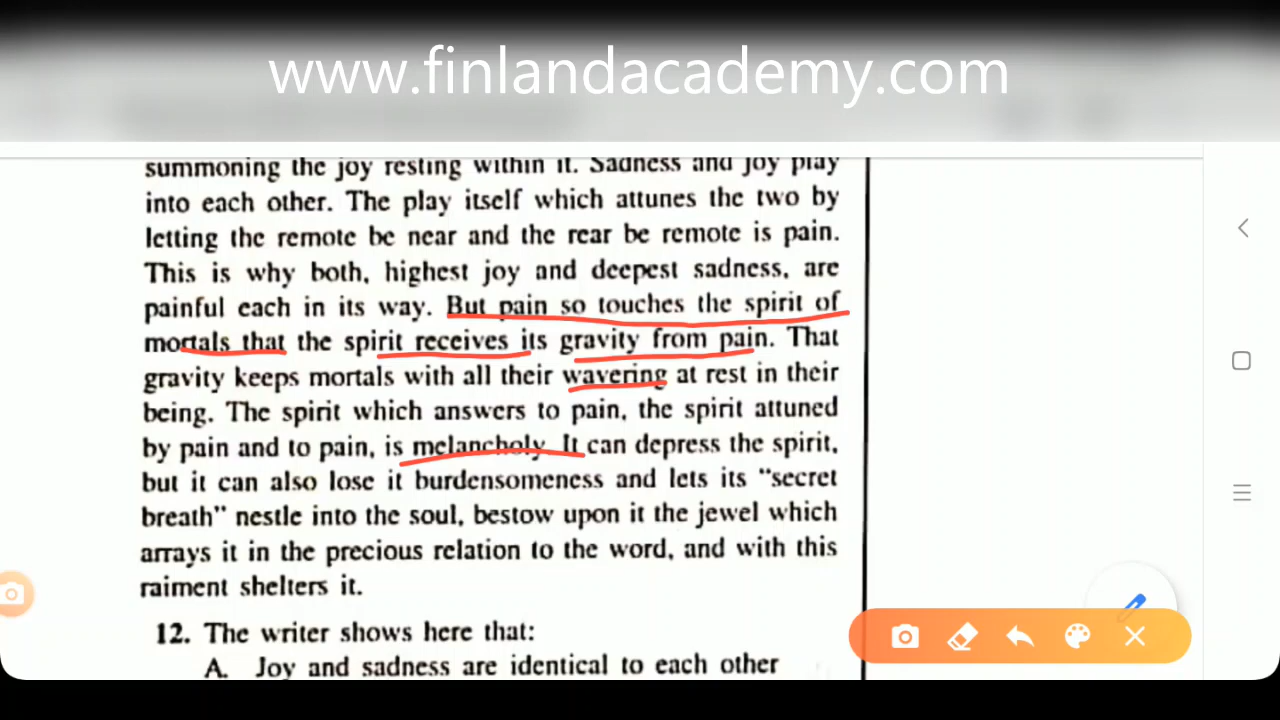 www.finlandacademy.com
summoning the joy resting within it. Sadness and joy play
into each other. The play itself which attunes the two by
letting the remote be near and the rear be remote is pain.
This is why both, highest joy and deepest sadness, are
painful each in its way. But pain so touches the spirit of
mortals that the spirit receives its gravity from pain. That
gravity keeps mortals with all their wavering at rest in their
being. The spirit which answers to pain, the spirit attuned
by pain and to pain, is melancholy. It can depress the spirit,
but it can also lose it burdensomeness and lets its "secret
breath" nestle into the soul, bestow upon it the jewel which
arrays it in the precious relation to the word, and with this
raiment shelters it.
12. The writer shows here that:
A. Joy and sadness are identical to each other